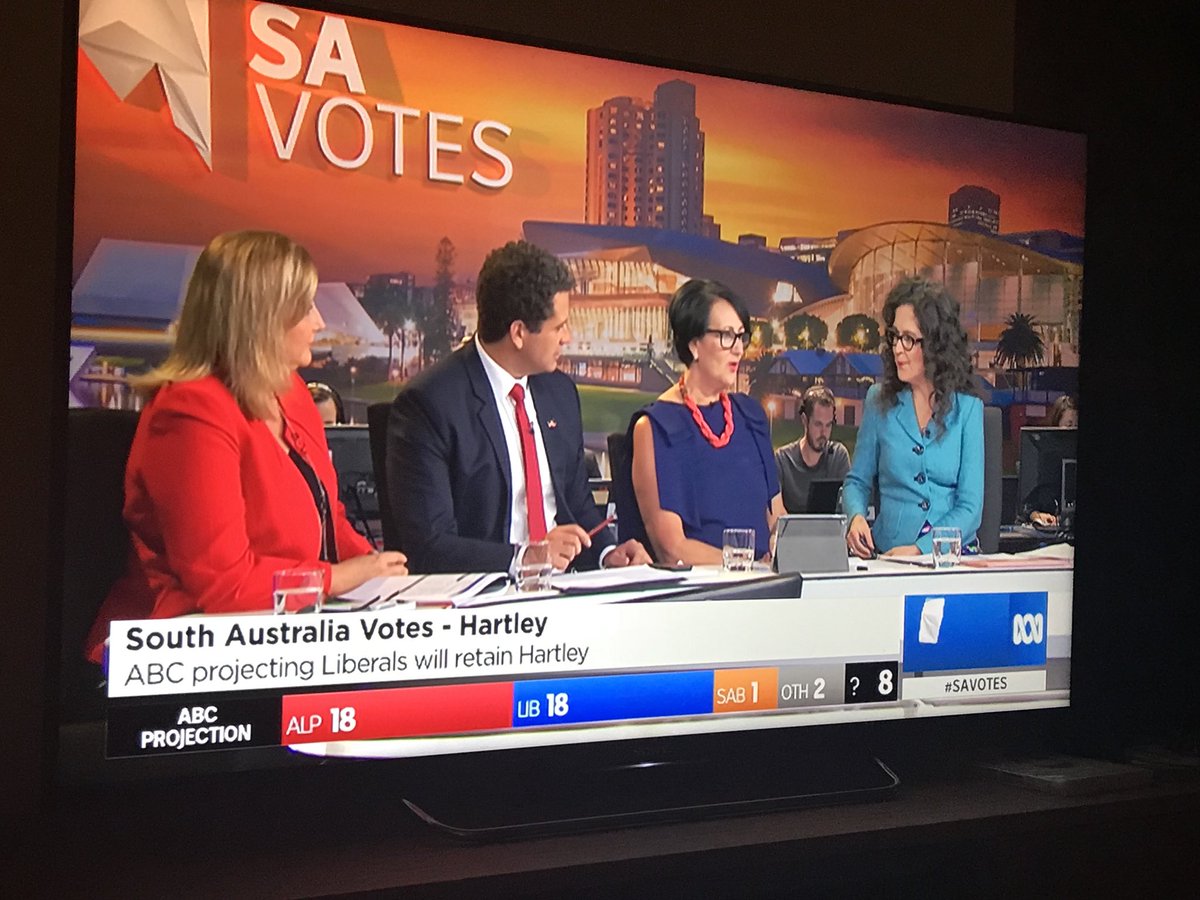 SA
VOTES
South Australia Votes - Hartley
ABC projecting Liberals will retain Hartley
ABC
PROJECTION
ALP 18
LIB 18
SAB 1
OTH 2
? 8
#SAVOTES